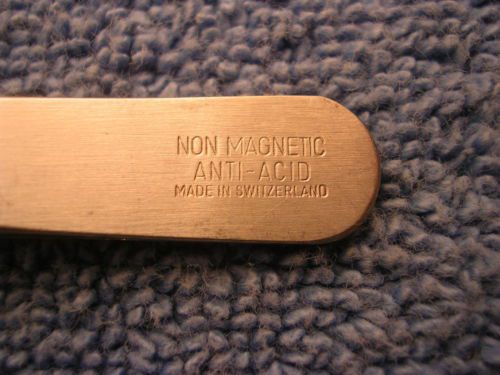 NON MAGNETIC
ANTI-ACID
MADE IN SWITZERLAND